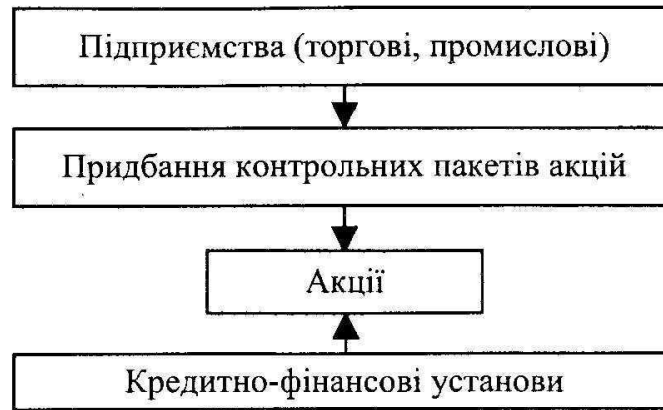 Підприємства (торгові, промислові)
Придбання контрольних пакетів акцій
Акції
Кредитно-фінансові установи